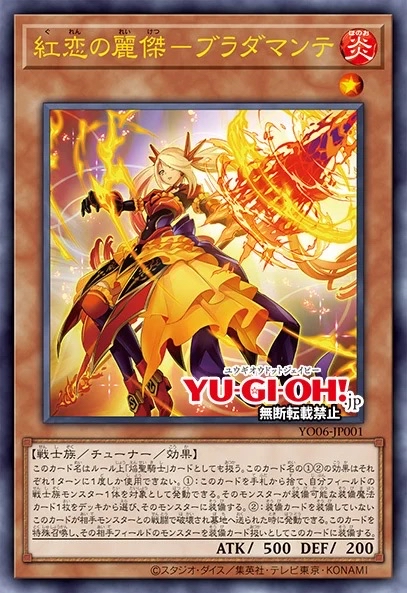 紅恋の麗傑－ブラダマンテ
ぐれん れいけつ
ほのお
炎
ユウギオウドットジェイピー
YU-GI-OH!.jp
無断転載禁止
YO06-JP001
【戦士族／チューナー／効果】
このカード名はルール上「焔聖騎士」カードとしても扱う。このカード名の①②の効果はそれ
ぞれ1ターンに1度しか使用できない。①：このカードを手札から捨て、自分フィールドの
戦士族モンスター1体を対象として発動できる。そのモンスターが装備可能な装備魔法
カード1枚をデッキから選び、そのモンスターに装備する。②：装備カードを装備していない
このカードが相手モンスターとの戦闘で破壊され墓地へ送られた時に発動できる。このカードを
特殊召喚し、その相手フィールドのモンスターを装備カード扱いとしてこのカードに装備する。
ATK/ 500 DEF/ 200
©スタジオ・ダイス／集英社・テレビ東京・KONAMI